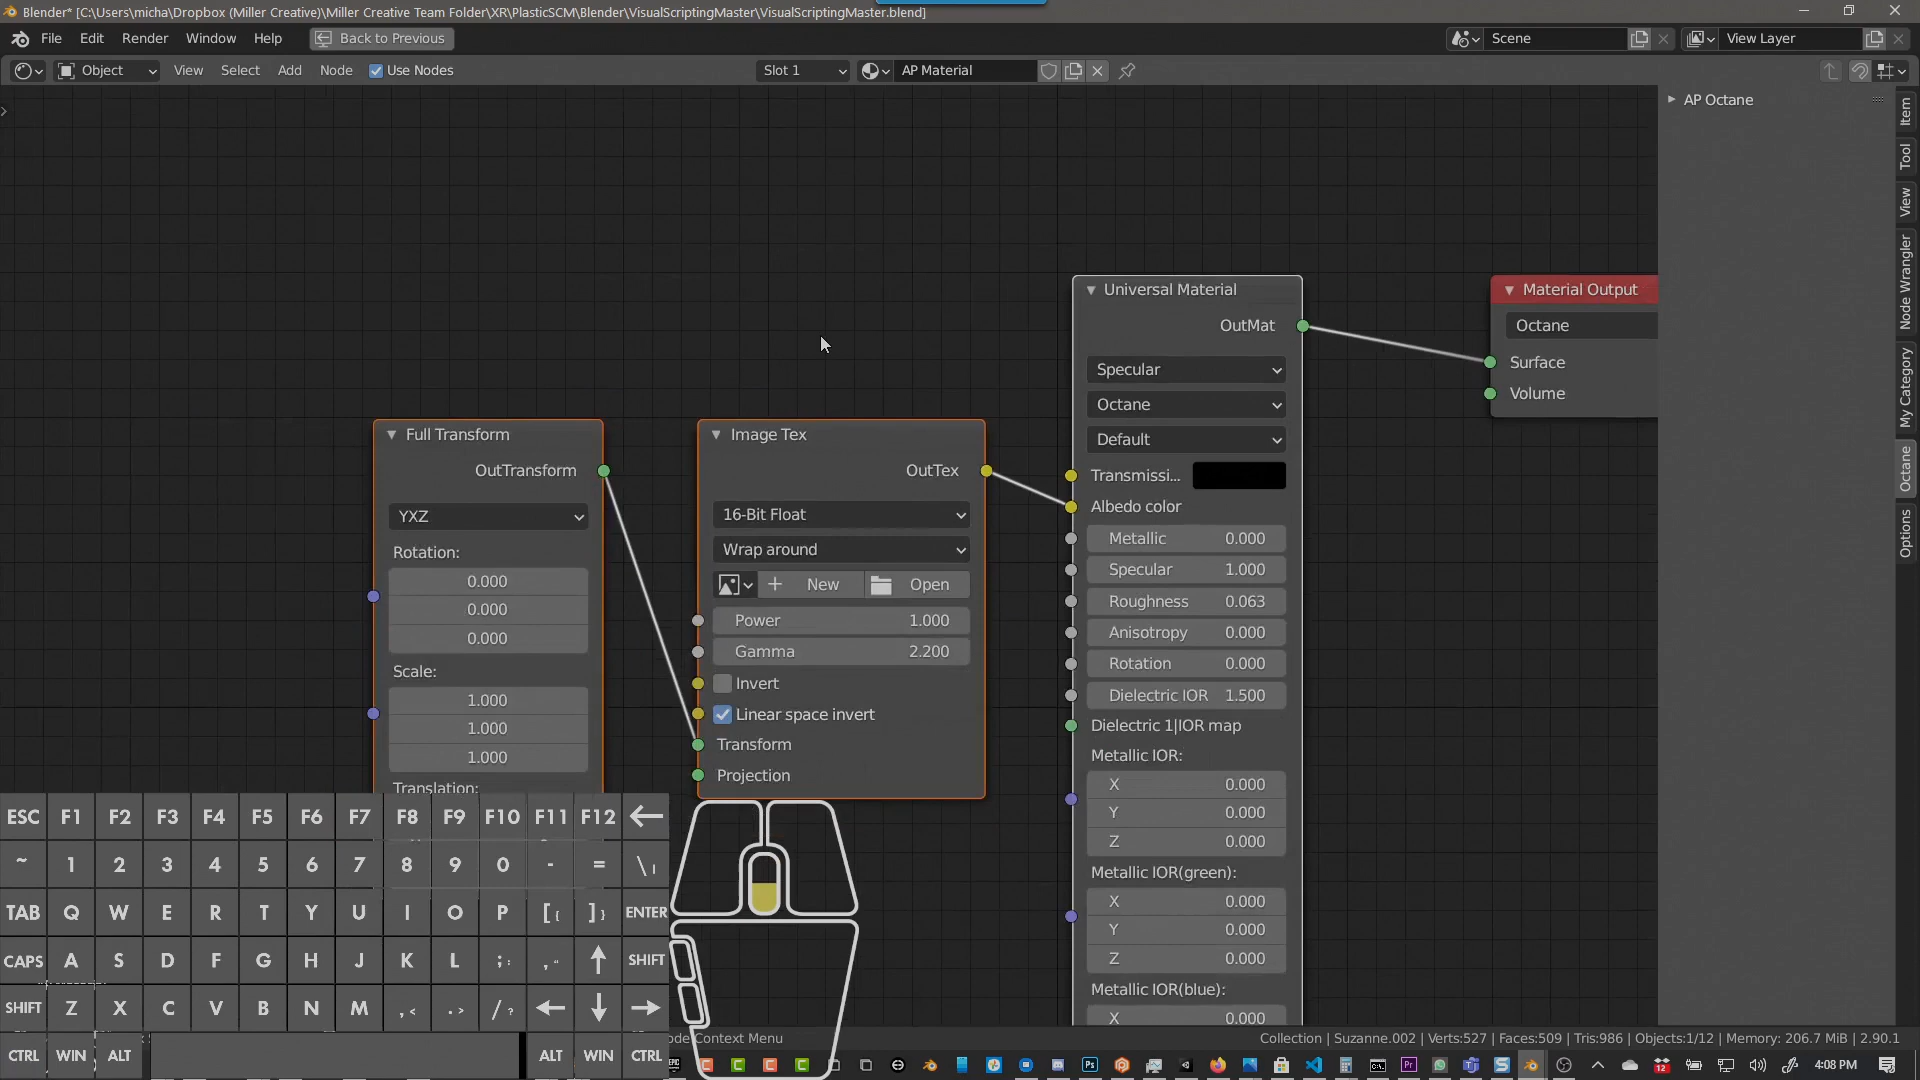 Blender* [C:\Users\micha\Dropbox (Miller Creative)\Miller Creative Team Folder\XR\PlasticSCM\Blender\VisualScriptingMaster\VisualScriptingMaster.blend]
File Edit Render Window Help Back to Previous
Scene View Layer
Object View Select Add Node Use Nodes Slot 1 AP Material
AP Octane
Item
Tool
View
Node Wrangler
My Category
Octane
Options
Full Transform
OutTransform
YXZ
Rotation:
0.000
0.000
0.000
Scale:
1.000
1.000
1.000
Translation:
Image Tex
OutTex
16-Bit Float
Wrap around
New Open
Power 1.000
Gamma 2.200
Invert
Linear space invert
Transform
Projection
Universal Material
OutMat
Specular
Octane
Default
Transmissi...
Albedo color
Metallic 0.000
Specular 1.000
Roughness 0.063
Anisotropy 0.000
Rotation 0.000
Dielectric IOR 1.500
Dielectric 1|IOR map
Metallic IOR:
X 0.000
Y 0.000
Z 0.000
Metallic IOR(green):
X 0.000
Y 0.000
Z 0.000
Metallic IOR(blue):
X 0.000
Material Output
Octane
Surface
Volume
ESC F1 F2 F3 F4 F5 F6 F7 F8 F9 F10 F11 F12 ←
~ 1 2 3 4 5 6 7 8 9 0 - = \|
TAB Q W E R T Y U I O P [{ ]} ENTER
CAPS A S D F G H J K L ;: ," ↑ SHIFT
SHIFT Z X C V B N M ,< .> /? ← ↓ →
CTRL WIN ALT ALT WIN CTRL
ode Context Menu
Collection | Suzanne.002 | Verts:527 | Faces:509 | Tris:986 | Objects:1/12 | Memory: 206.7 MiB | 2.90.1
12
4:08 PM